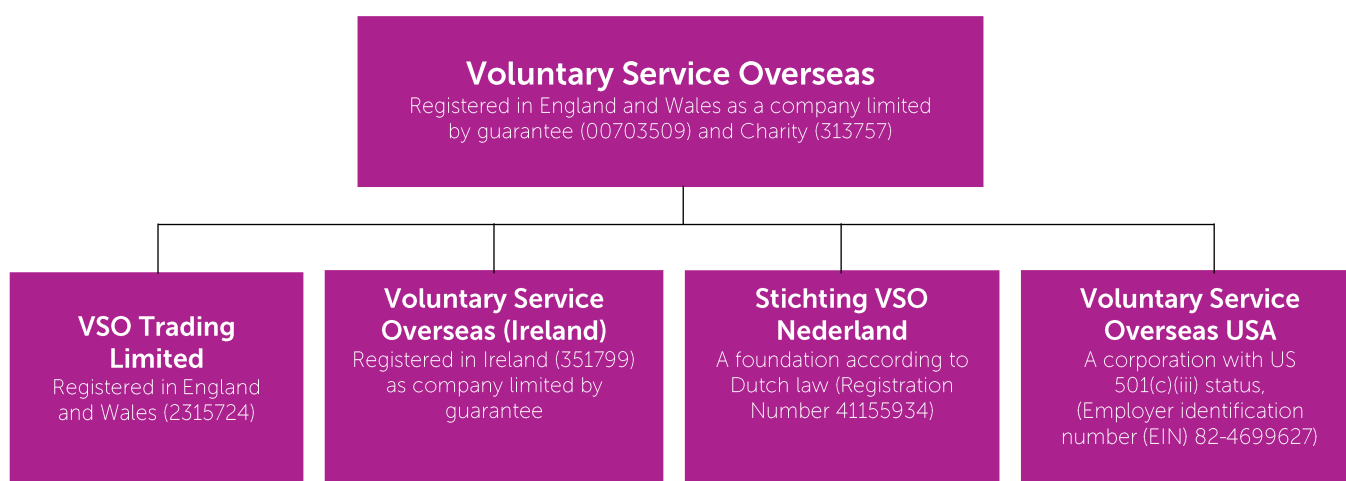 Voluntary Service Overseas
Registered in England and Wales as a company limited
by guarantee (00703509) and Charity (313757)
VSO Trading
Limited
Registered in England
and Wales (2315724)
Voluntary Service
Overseas (Ireland)
Registered in Ireland (351799)
as company limited by
guarantee
Stichting VSO
Nederland
A foundation according to
Dutch law (Registration
Number 41155934)
Voluntary Service
Overseas USA
A corporation with US
501(c)(iii) status,
(Employer identification
number (EIN) 82-4699627)